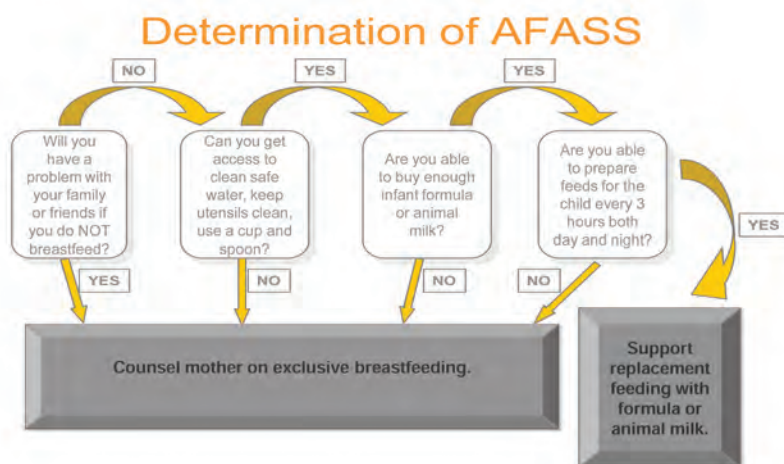 Determination of AFASS
NO
YES
YES
Will you
have a
problem with
your family
or friends if
you do NOT
breastfeed?
Can you get
access to
clean safe
water, keep
utensils clean,
use a cup and
spoon?
Are you able
to buy enough
infant formula
or animal
milk?
Are you able
to prepare
feeds for the
child every 3
hours both
day and night?
YES
YES
NO
NO
NO
Counsel mother on exclusive breastfeeding.
Support
replacement
feeding with
formula or
animal milk.